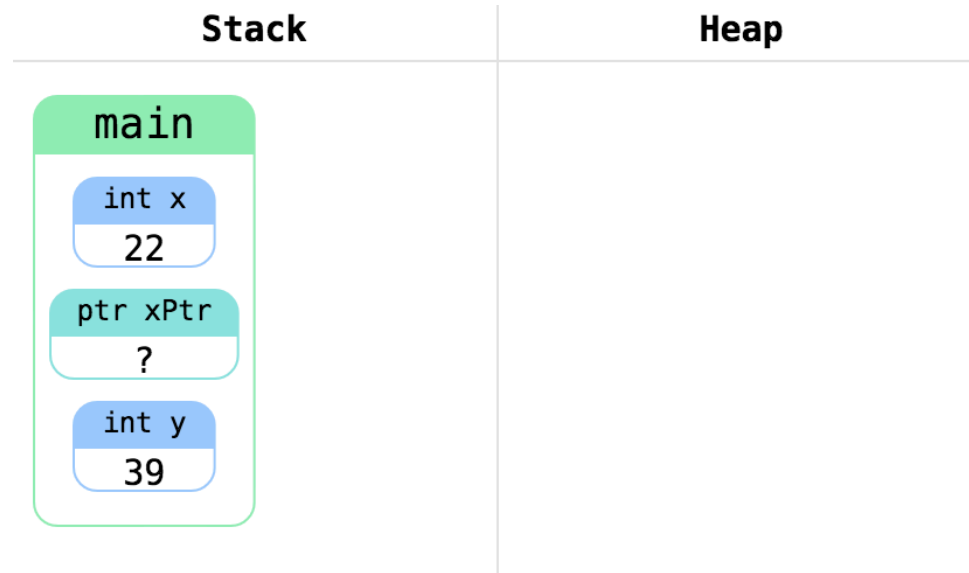 Stack
Heap
main
int x
22
ptr xPtr
?
int y
39